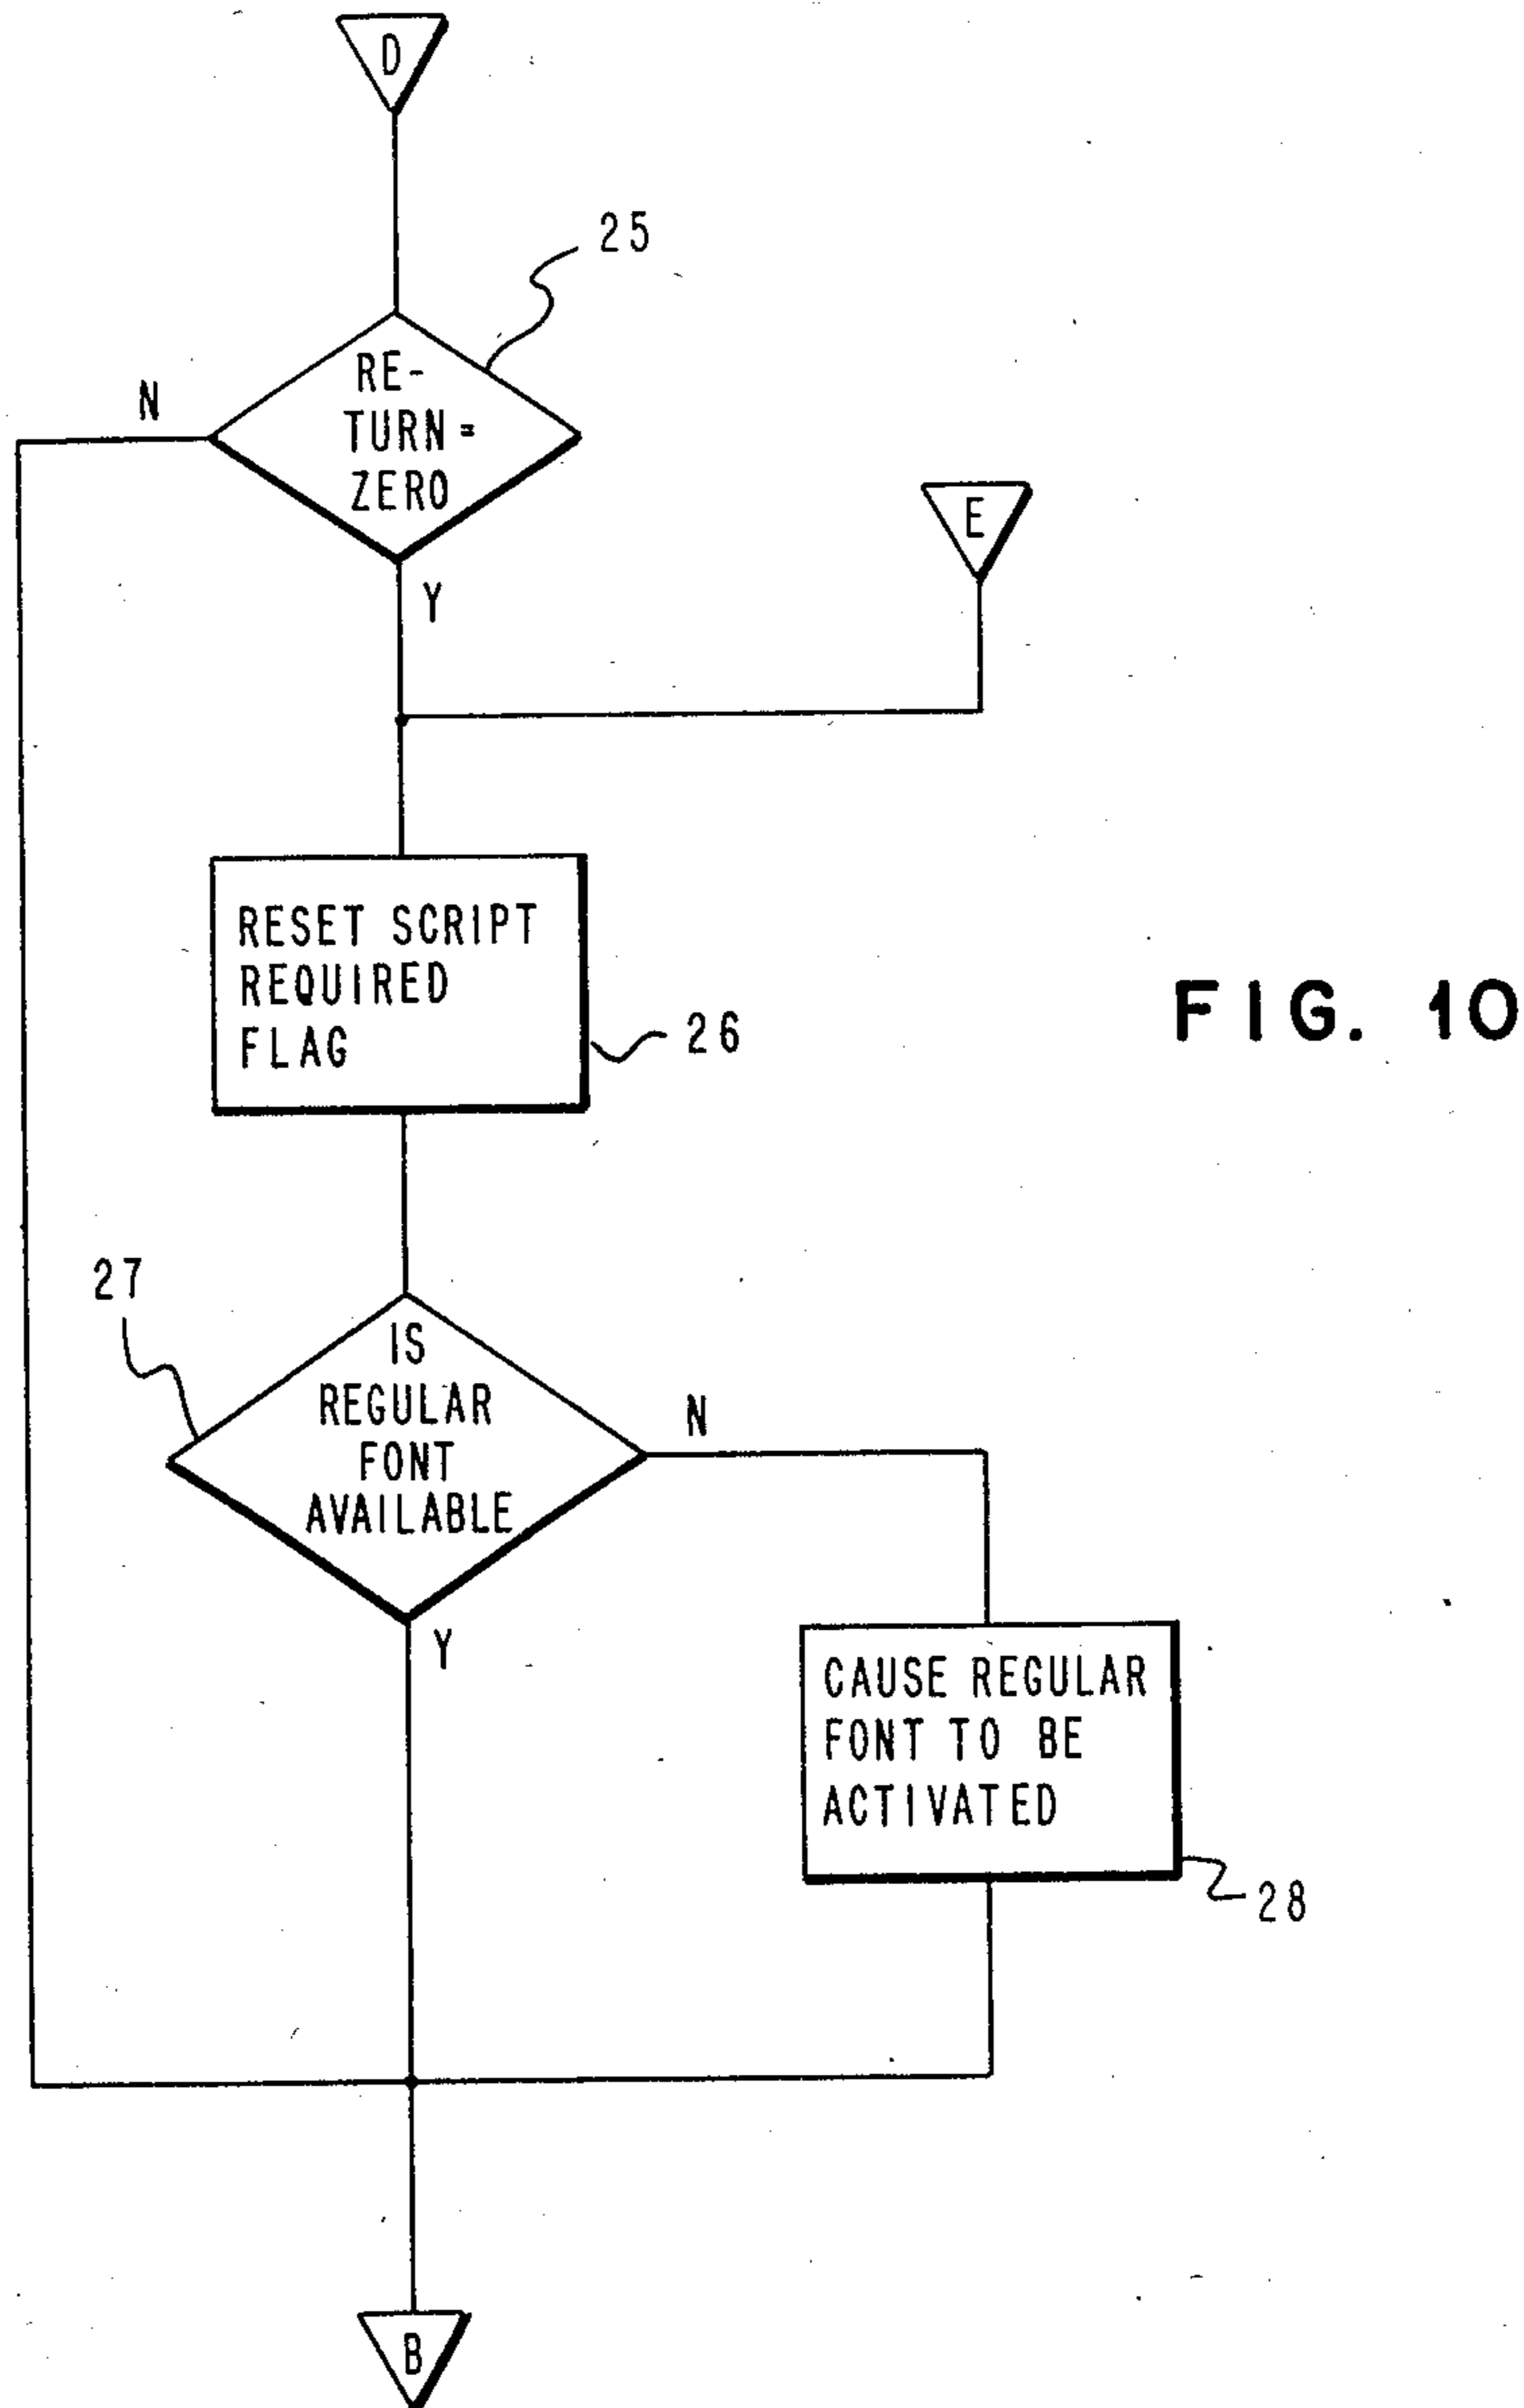 D
25
N
RE-
TURN=
ZERO
Y
E
RESET SCRIPT
REQUIRED
FLAG
26
FIG. 10
27
IS
REGULAR
FONT
AVAILABLE
N
Y
CAUSE REGULAR
FONT TO BE
ACTIVATED
28
B